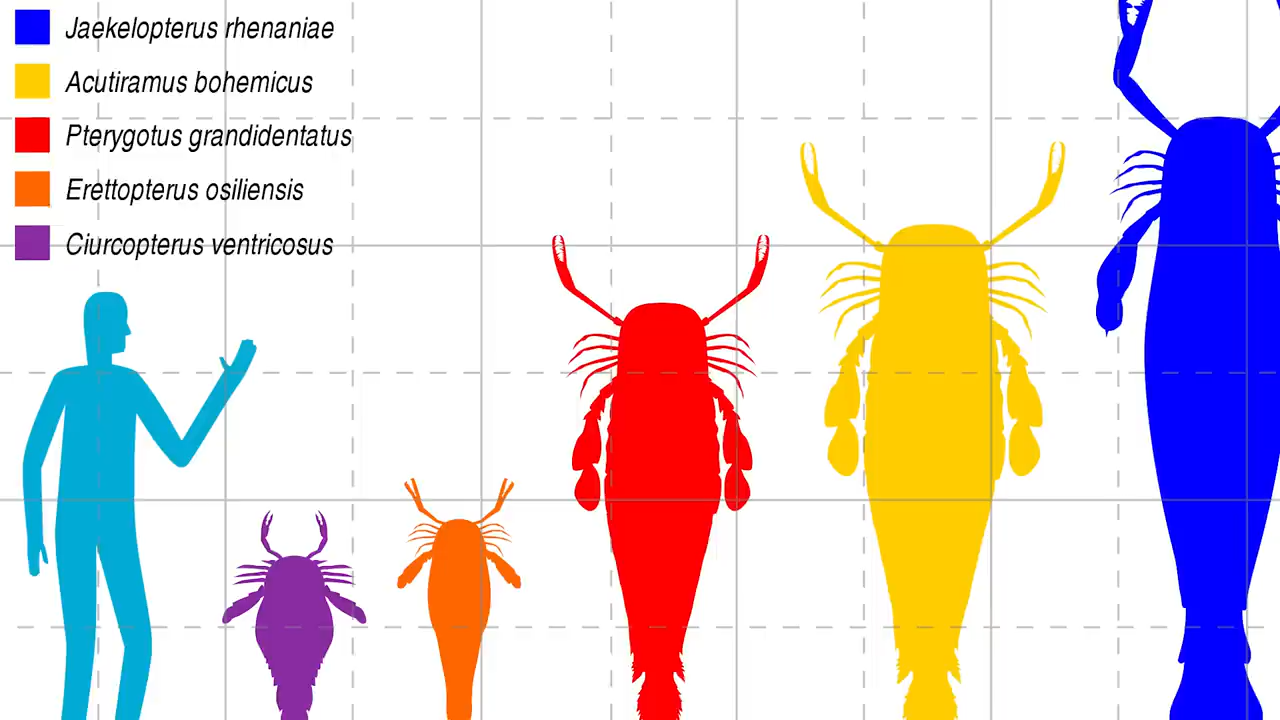 Jaekelopterus rhenaniae
Acutiramus bohemicus
Pterygotus grandidentatus
Erettopterus osiliensis
Ciurcopterus ventricosus